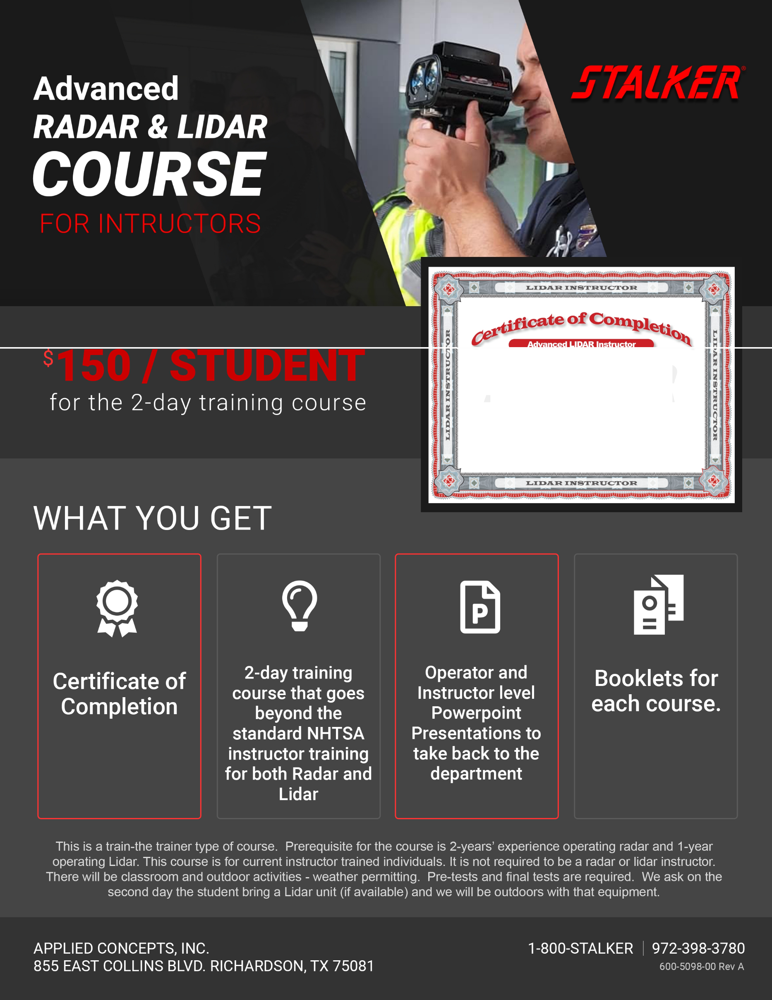 Advanced
RADAR & LIDAR
COURSE
FOR INTRUCTORS
STALKER®
LIDAR INSTRUCTOR
LIDAR INSTRUCTOR
LIDAR INSTRUCTOR
Certificate of Completion
Advanced LIDAR Instructor
LIDAR INSTRUCTOR
$150 / STUDENT
for the 2-day training course
WHAT YOU GET
Certificate of
Completion
2-day training
course that goes
beyond the
standard NHTSA
instructor training
for both Radar and
Lidar
P
Operator and
Instructor level
Powerpoint
Presentations to
take back to the
department
Booklets for
each course.
This is a train-the trainer type of course.  Prerequisite for the course is 2-years’ experience operating radar and 1-year
operating Lidar. This course is for current instructor trained individuals. It is not required to be a radar or lidar instructor.
There will be classroom and outdoor activities - weather permitting.  Pre-tests and final tests are required.  We ask on the
second day the student bring a Lidar unit (if available) and we will be outdoors with that equipment.
APPLIED CONCEPTS, INC.
855 EAST COLLINS BLVD. RICHARDSON, TX 75081
1-800-STALKER | 972-398-3780
600-5098-00 Rev A